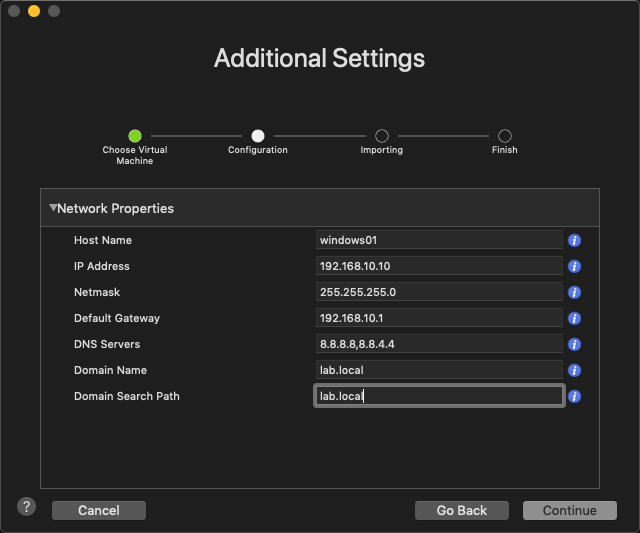 Additional Settings
Choose Virtual
Machine
Configuration
Importing
Finish
Network Properties
Host Name windows01 i
IP Address 192.168.10.10 i
Netmask 255.255.255.0 i
Default Gateway 192.168.10.1 i
DNS Servers 8.8.8.8,8.8.4.4 i
Domain Name lab.local i
Domain Search Path lab.local i
? Cancel Go Back Continue